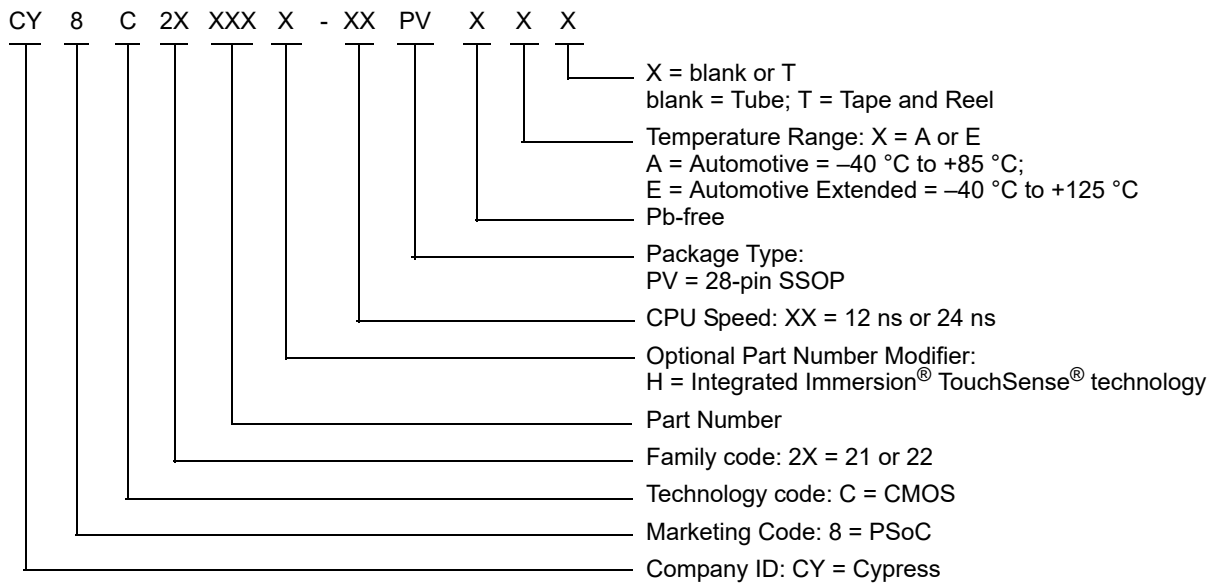 CY 8 C 2X XXX X - XX PV X X X
X = blank or T
blank = Tube; T = Tape and Reel
Temperature Range: X = A or E
A = Automotive = –40 °C to +85 °C;
E = Automotive Extended = –40 °C to +125 °C
Pb-free
Package Type:
PV = 28-pin SSOP
CPU Speed: XX = 12 ns or 24 ns
Optional Part Number Modifier:
H = Integrated Immersion® TouchSense® technology
Part Number
Family code: 2X = 21 or 22
Technology code: C = CMOS
Marketing Code: 8 = PSoC
Company ID: CY = Cypress